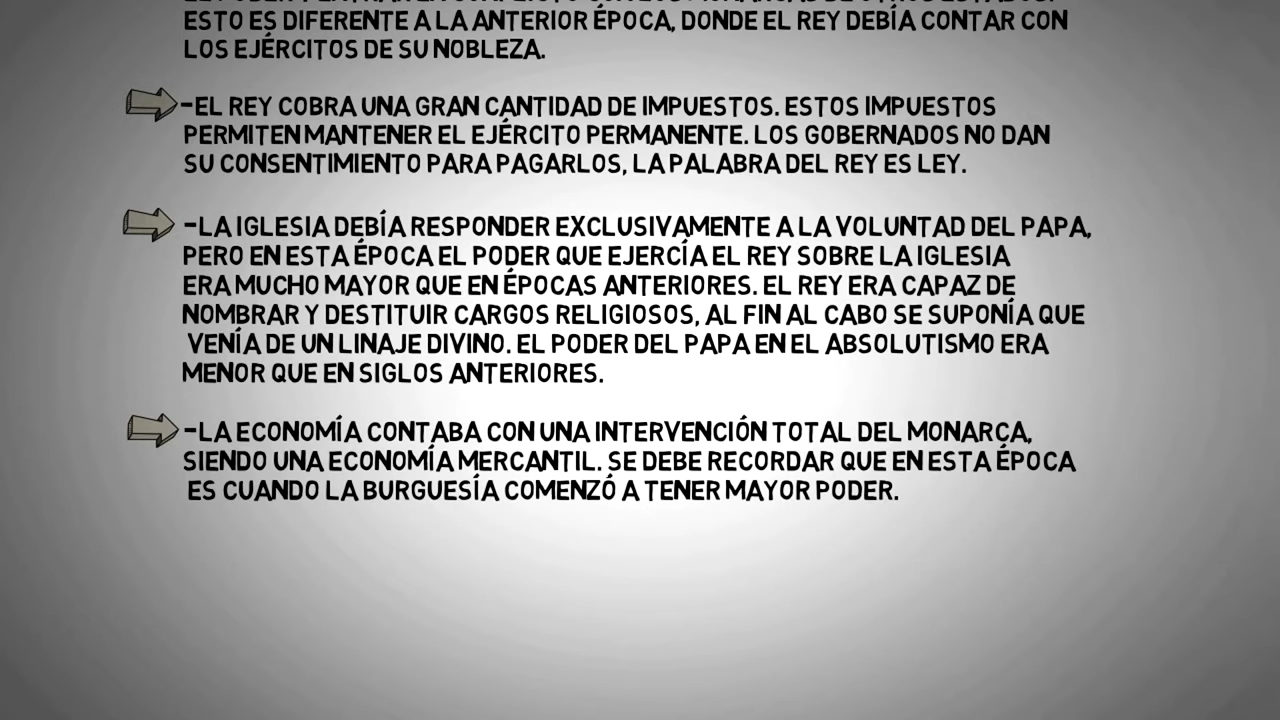 ESTO ES DIFERENTE A LA ANTERIOR ÉPOCA, DONDE EL REY DEBÍA CONTAR CON
LOS EJÉRCITOS DE SU NOBLEZA.
-EL REY COBRA UNA GRAN CANTIDAD DE IMPUESTOS. ESTOS IMPUESTOS
PERMITEN MANTENER EL EJÉRCITO PERMANENTE. LOS GOBERNADOS NO DAN
SU CONSENTIMIENTO PARA PAGARLOS, LA PALABRA DEL REY ES LEY.
-LA IGLESIA DEBÍA RESPONDER EXCLUSIVAMENTE A LA VOLUNTAD DEL PAPA,
PERO EN ESTA ÉPOCA EL PODER QUE EJERCÍA EL REY SOBRE LA IGLESIA
ERA MUCHO MAYOR QUE EN ÉPOCAS ANTERIORES. EL REY ERA CAPAZ DE
NOMBRAR Y DESTITUIR CARGOS RELIGIOSOS, AL FIN AL CABO SE SUPONÍA QUE
VENÍA DE UN LINAJE DIVINO. EL PODER DEL PAPA EN EL ABSOLUTISMO ERA
MENOR QUE EN SIGLOS ANTERIORES.
-LA ECONOMÍA CONTABA CON UNA INTERVENCIÓN TOTAL DEL MONARCA,
SIENDO UNA ECONOMÍA MERCANTIL. SE DEBE RECORDAR QUE EN ESTA ÉPOCA
ES CUANDO LA BURGUESÍA COMENZÓ A TENER MAYOR PODER.